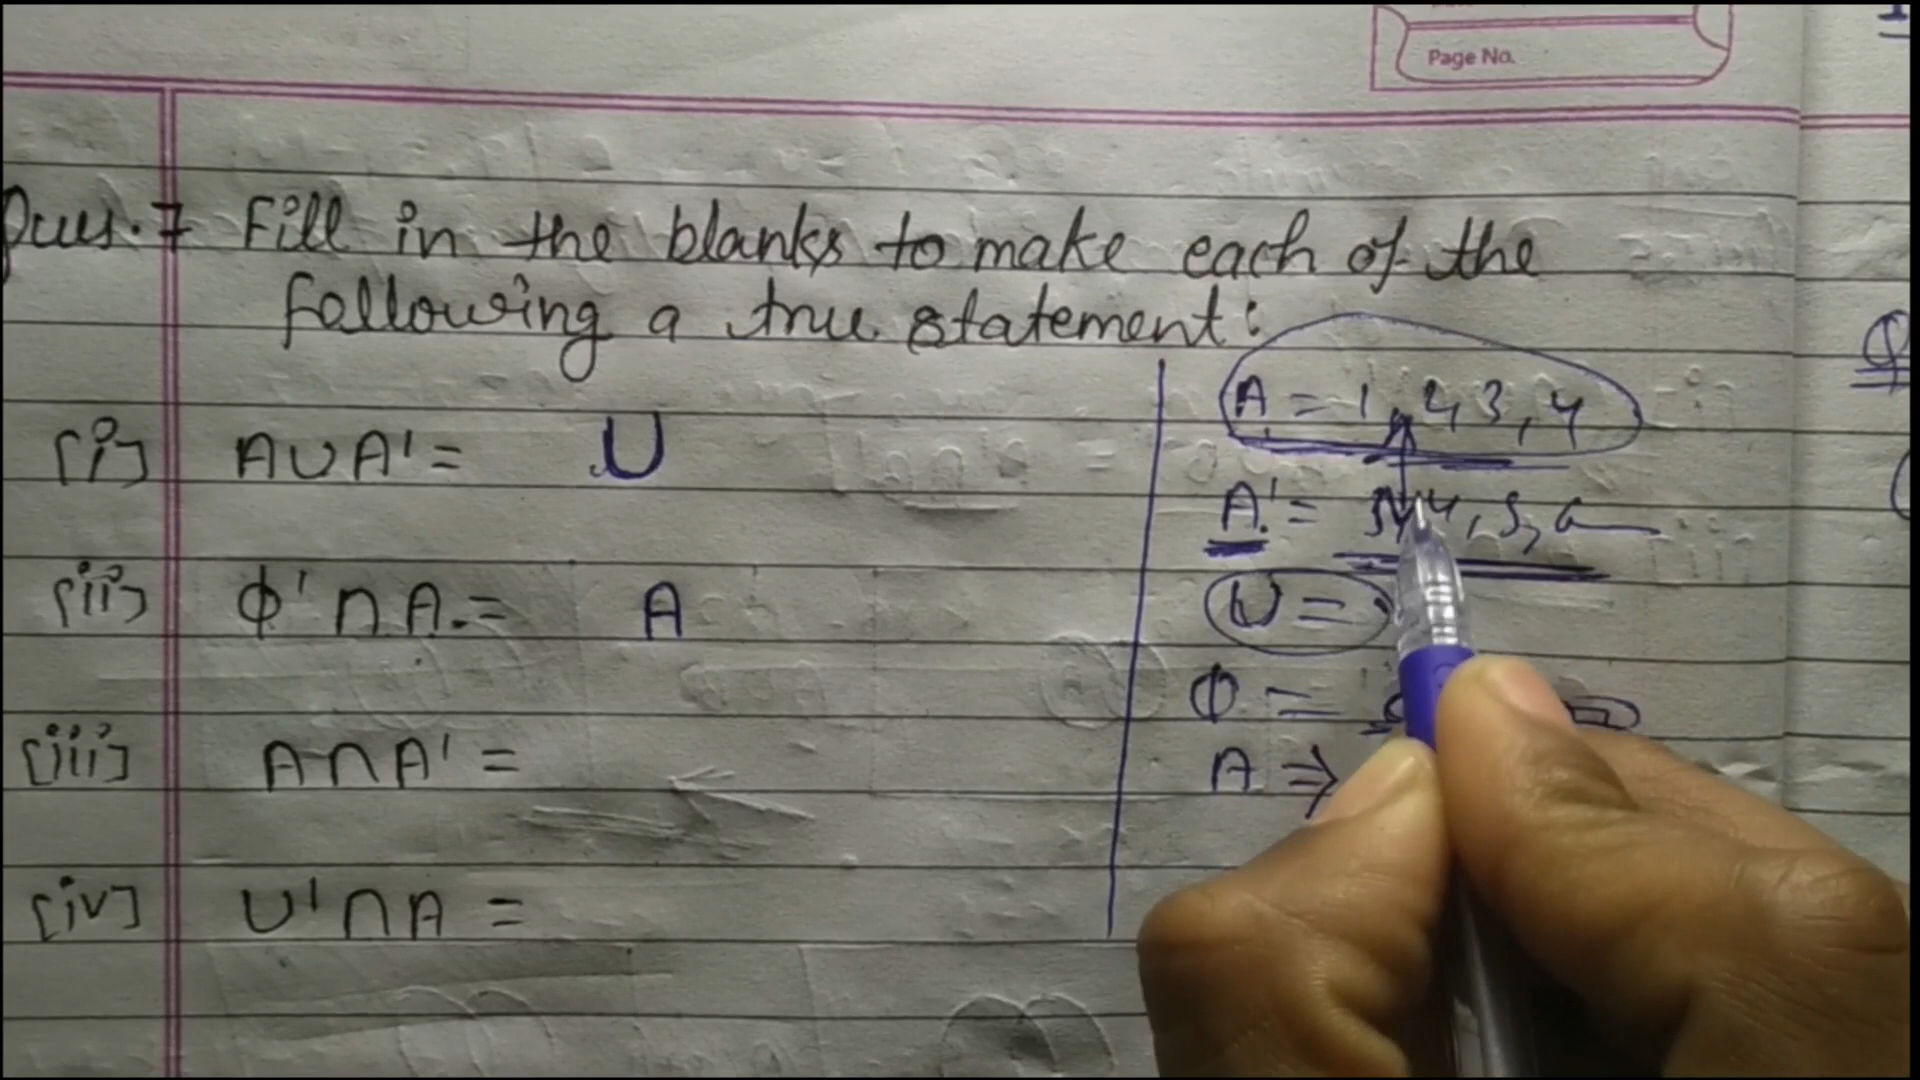 Page No.
Ques.7 Fill in the blanks to make each of the
following a true statement:
[i] A∪A' = U
[ii] Φ'∩A = A
[iii] A∩A' =
[iv] U'∩A =
A = 1, 2, 3, 4
A' =
U =
Φ =
A ⇒